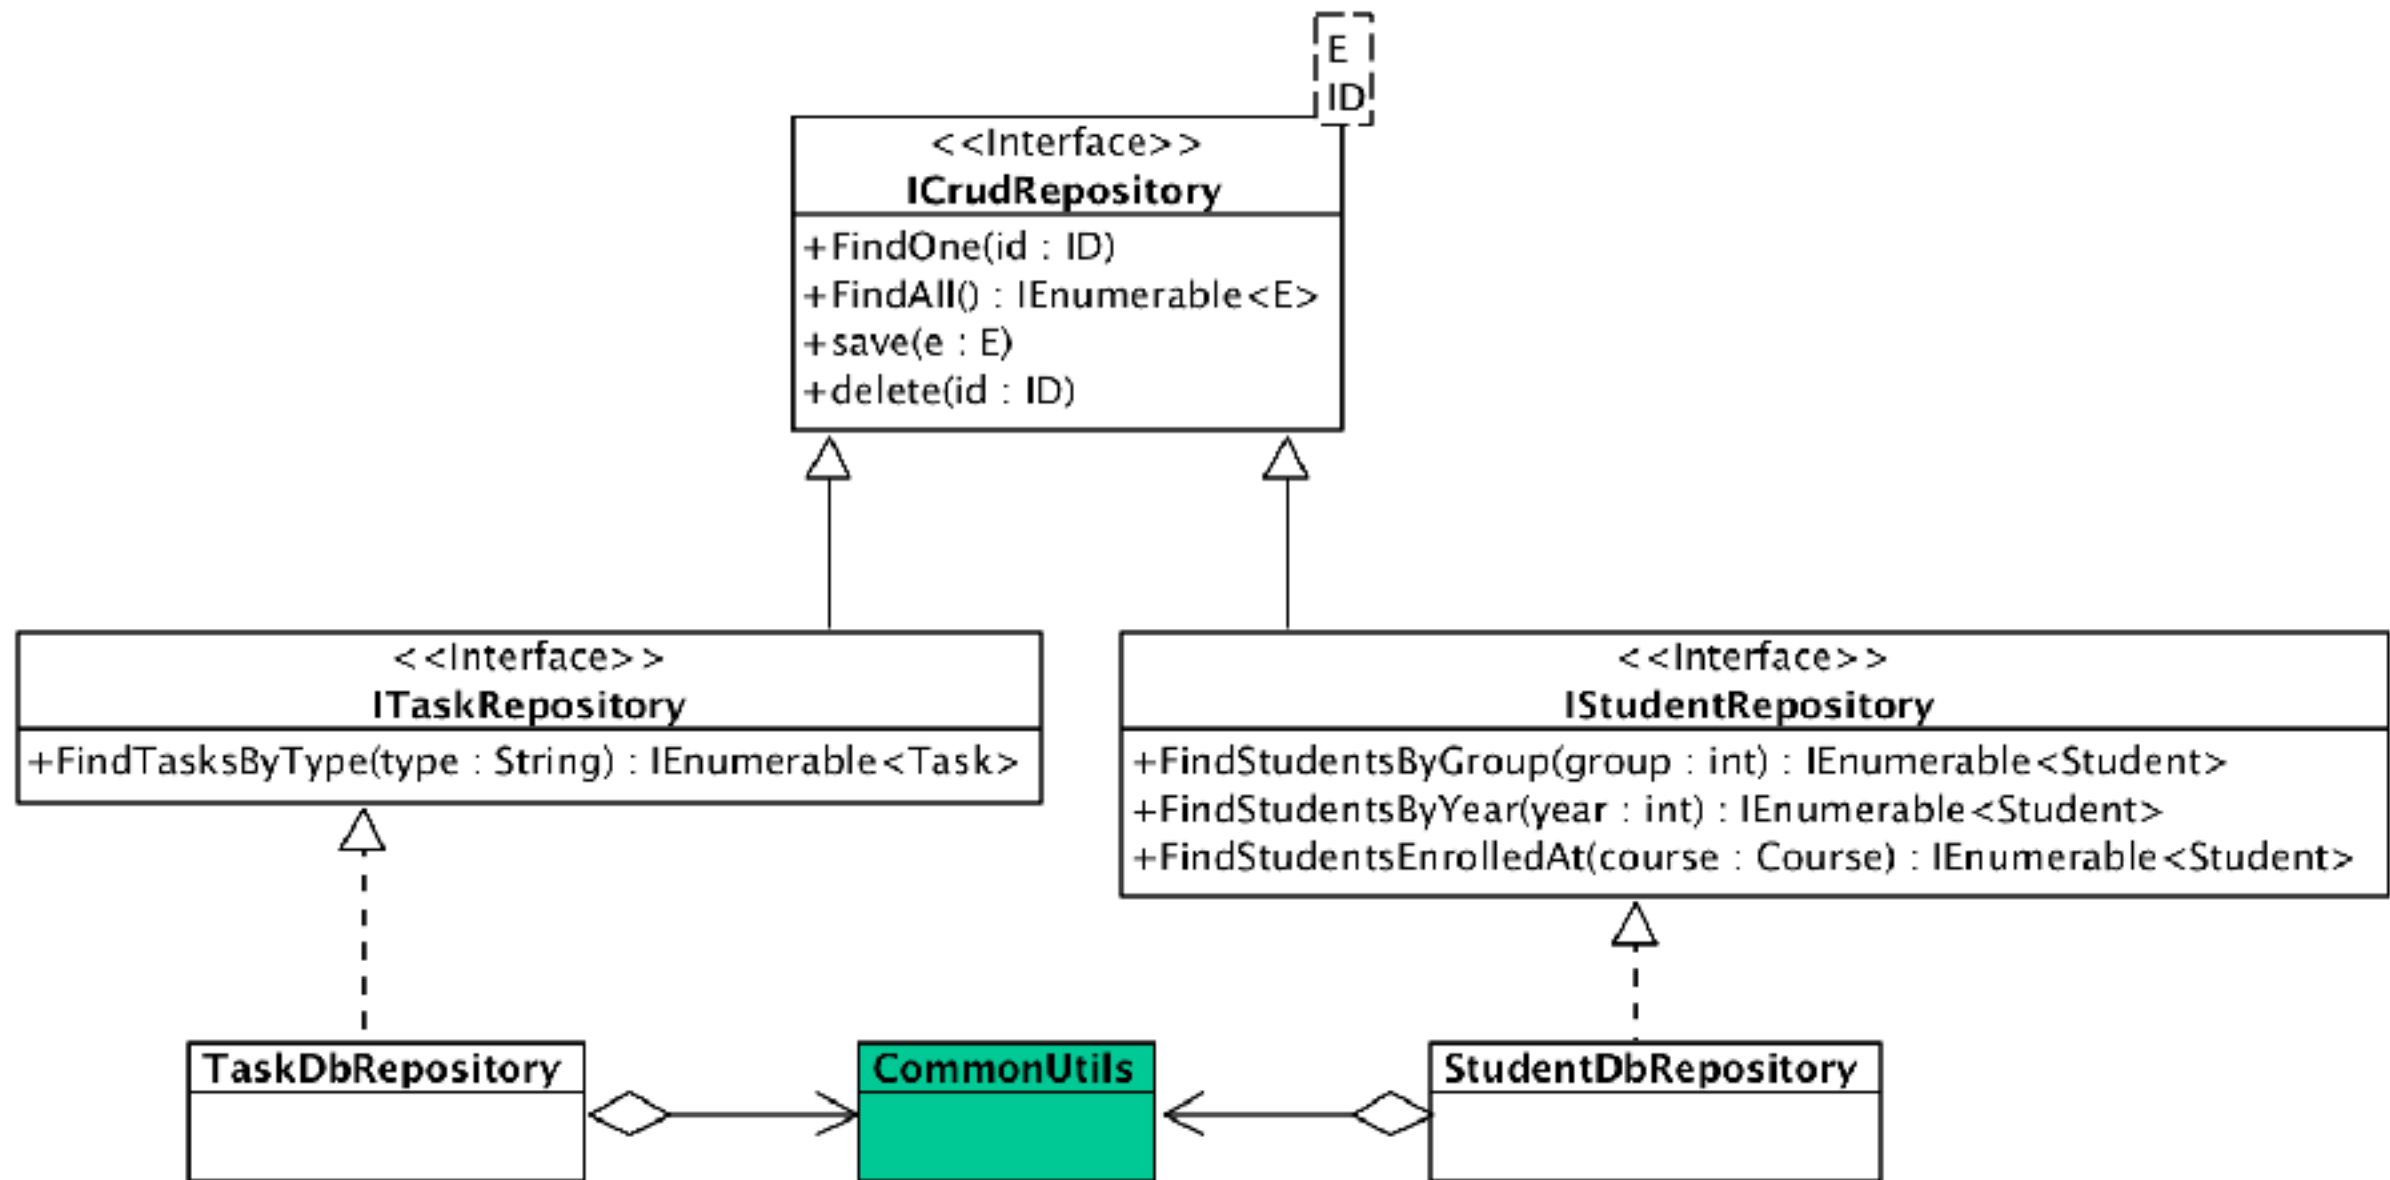 E
ID
<<Interface>>
ICrudRepository
+FindOne(id : ID)
+FindAll() : IEnumerable<E>
+save(e : E)
+delete(id : ID)
<<Interface>>
ITaskRepository
+FindTasksByType(type : String) : IEnumerable<Task>
<<Interface>>
IStudentRepository
+FindStudentsByGroup(group : int) : IEnumerable<Student>
+FindStudentsByYear(year : int) : IEnumerable<Student>
+FindStudentsEnrolledAt(course : Course) : IEnumerable<Student>
TaskDbRepository
CommonUtils
StudentDbRepository